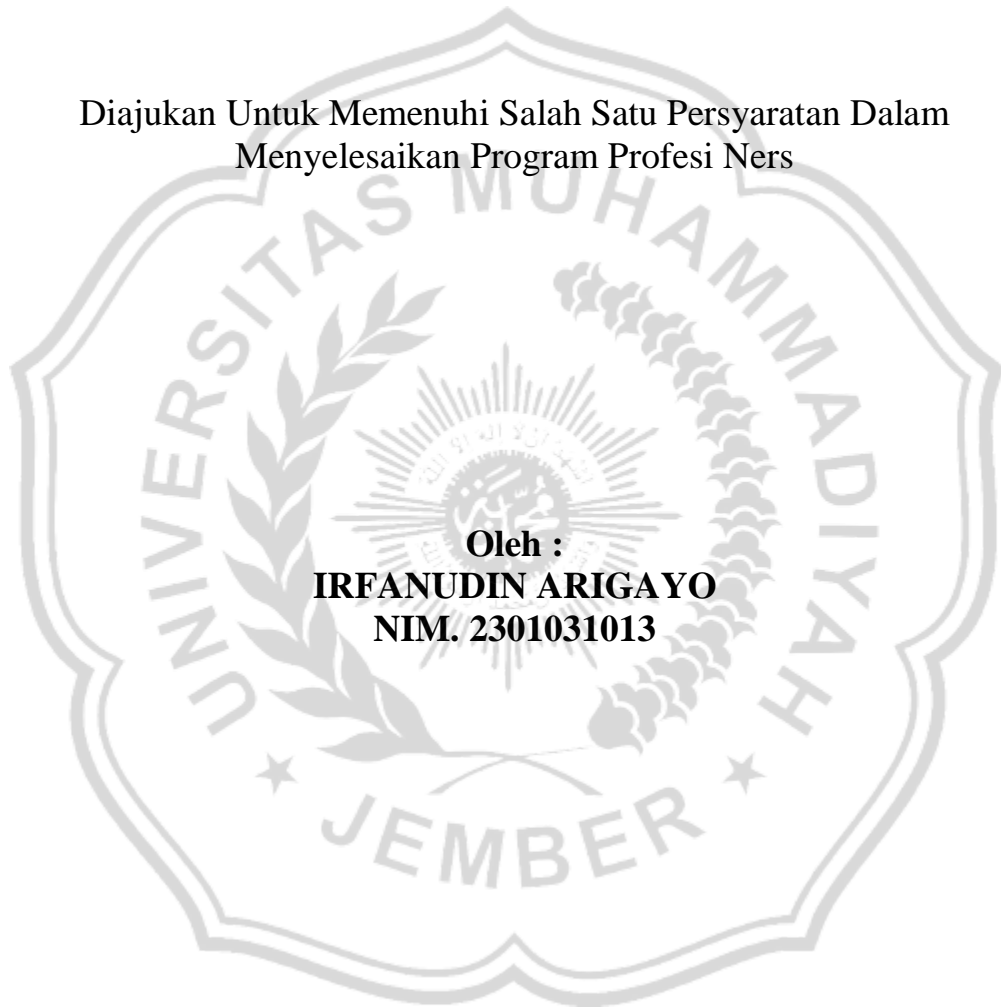 Diajukan Untuk Memenuhi Salah Satu Persyaratan Dalam
Menyelesaikan Program Profesi Ners
UNIVERSITAS MUHAMMADIYAH
Oleh :
IRFANUDIN ARIGAYO
NIM. 2301031013
JEMBER